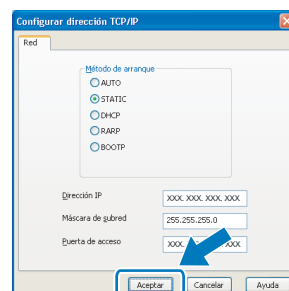 Configurar dirección TCP/IP
Red
Método de arranque
AUTO
STATIC
DHCP
RARP
BOOTP
Dirección IP
XXX. XXX. XXX. XXX
Máscara de subred
255.255.255.0
Puerta de acceso
XXX. XXX
Aceptar
Cancelar
Ayuda